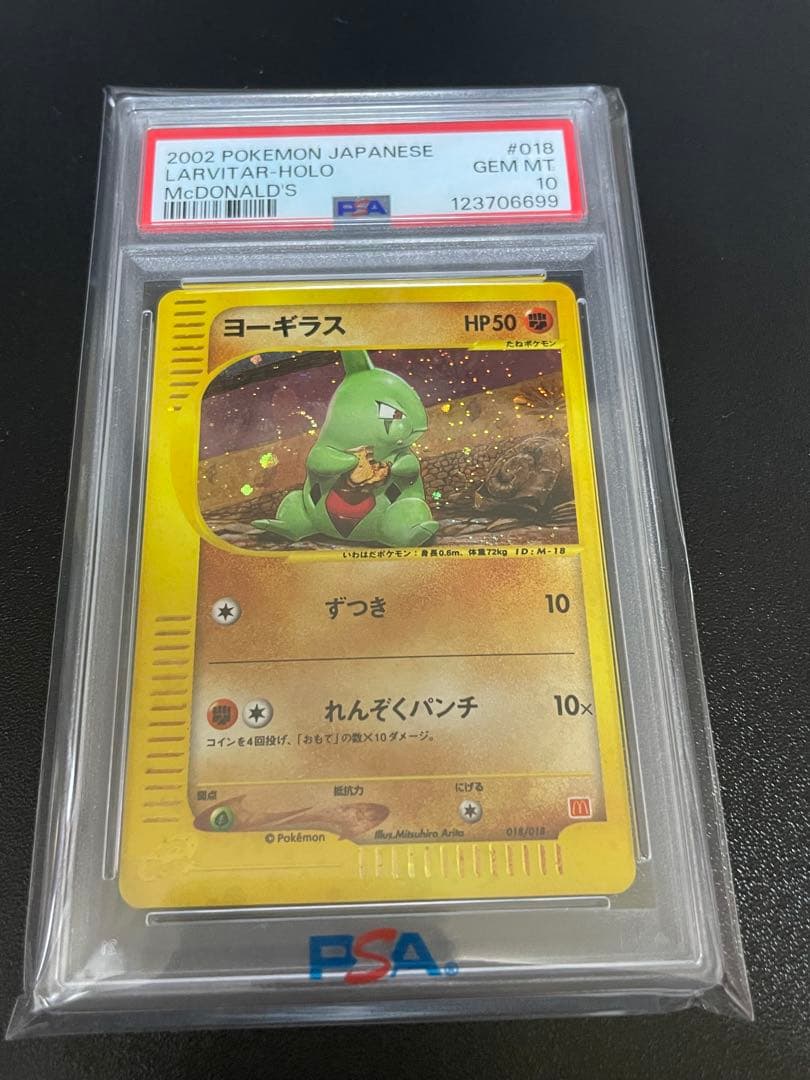 2002 POKEMON JAPANESE #018
LARVITAR-HOLO GEM MT
McDONALD'S 10
PSA 123706699
ヨーギラス HP50
たねポケモン
いわはだポケモン：身長0.6m、体重72kg ID:M-18
ずつき 10
れんぞくパンチ 10×
コインを4回投げ、「おもて」の数×10ダメージ。
弱点 抵抗力 にげる
©Pokémon Illus.Mitsuhiro Arita 018/018
PSA®